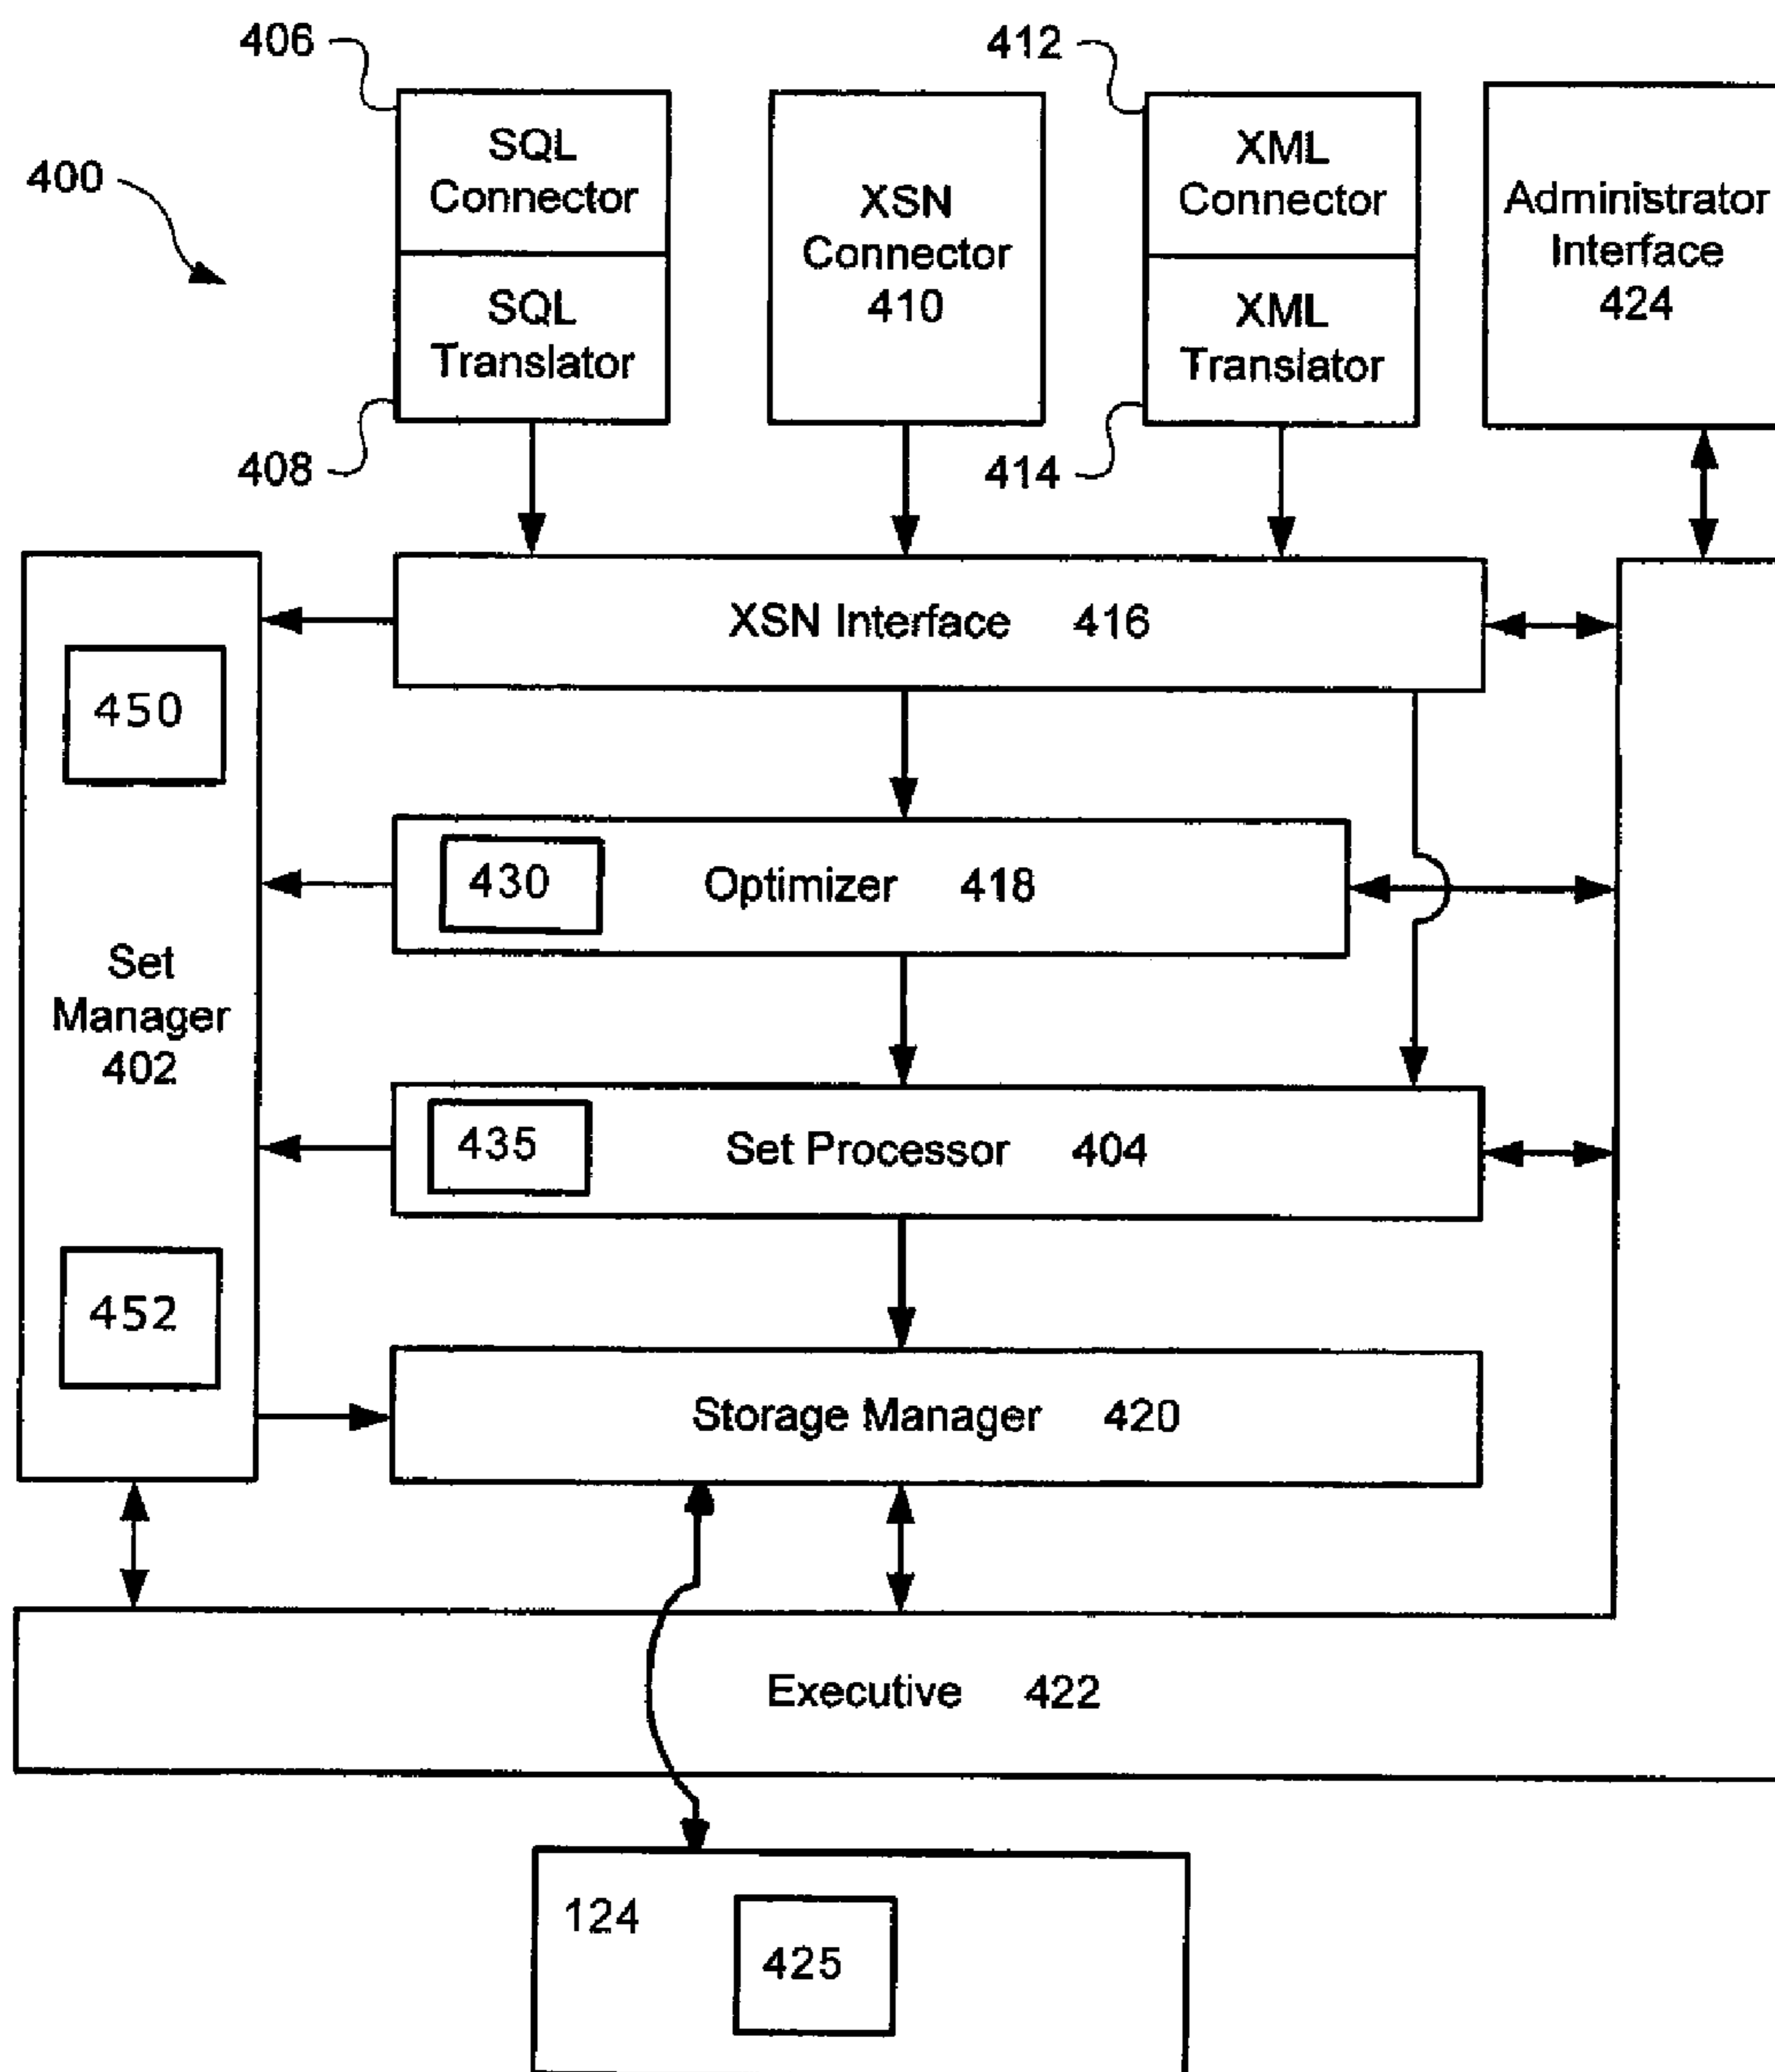 406
412
400
SQL
Connector
SQL
Translator
XSN
Connector
410
XML
Connector
XML
Translator
Administrator
Interface
424
408
414
XSN Interface 416
450
430
Optimizer 418
Set
Manager
402
435
Set Processor 404
452
Storage Manager 420
Executive 422
124
425